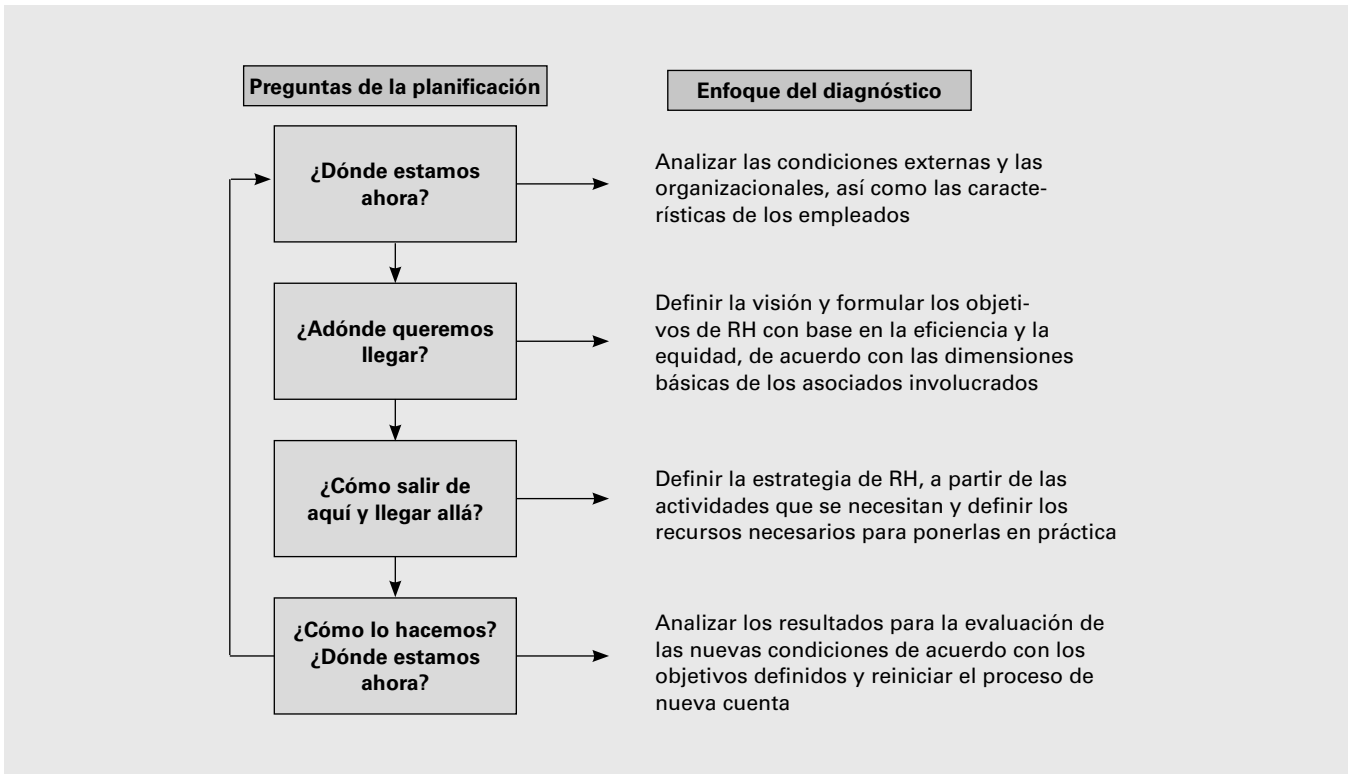 Preguntas de la planificación
Enfoque del diagnóstico
¿Dónde estamos
ahora?
Analizar las condiciones externas y las
organizacionales, así como las caracte-
rísticas de los empleados
¿Adónde queremos
llegar?
Definir la visión y formular los objeti-
vos de RH con base en la eficiencia y la
equidad, de acuerdo con las dimensiones
básicas de los asociados involucrados
¿Cómo salir de
aquí y llegar allá?
Definir la estrategia de RH, a partir de las
actividades que se necesitan y definir los
recursos necesarios para ponerlas en práctica
¿Cómo lo hacemos?
¿Dónde estamos
ahora?
Analizar los resultados para la evaluación de
las nuevas condiciones de acuerdo con los
objetivos definidos y reiniciar el proceso de
nueva cuenta